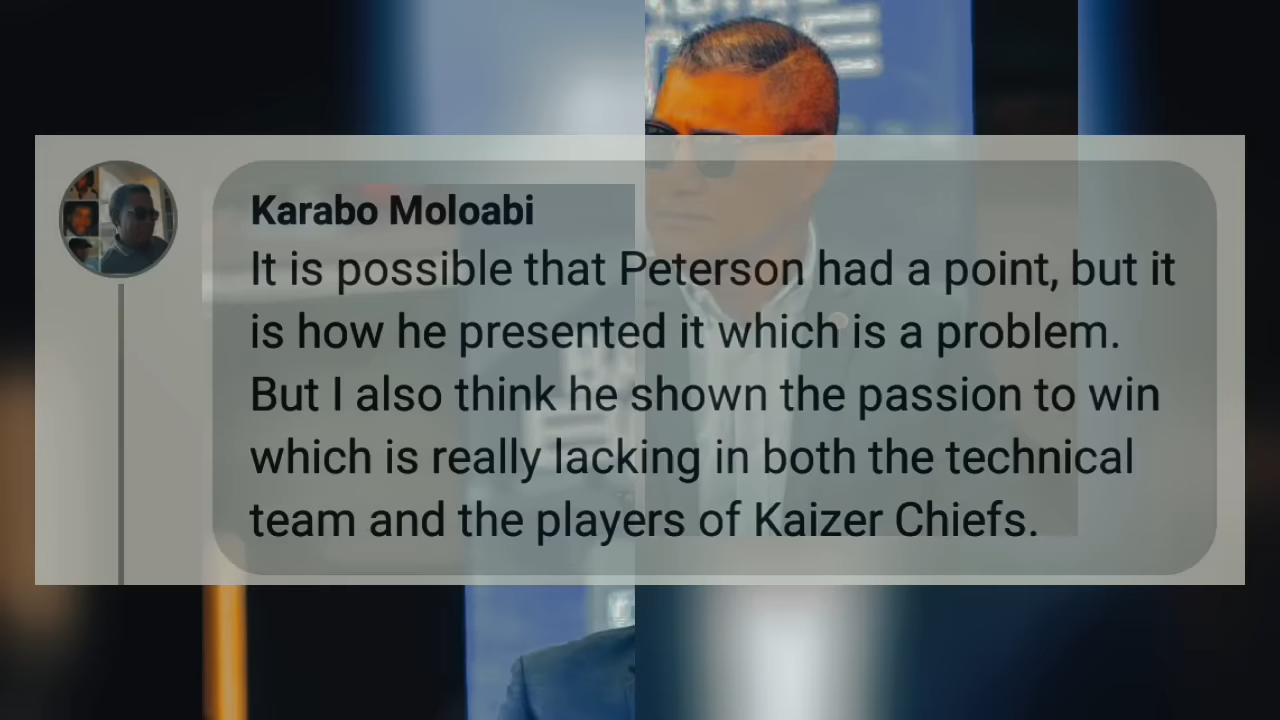 Karabo Moloabi
It is possible that Peterson had a point, but it
is how he presented it which is a problem.
But I also think he shown the passion to win
which is really lacking in both the technical
team and the players of Kaizer Chiefs.